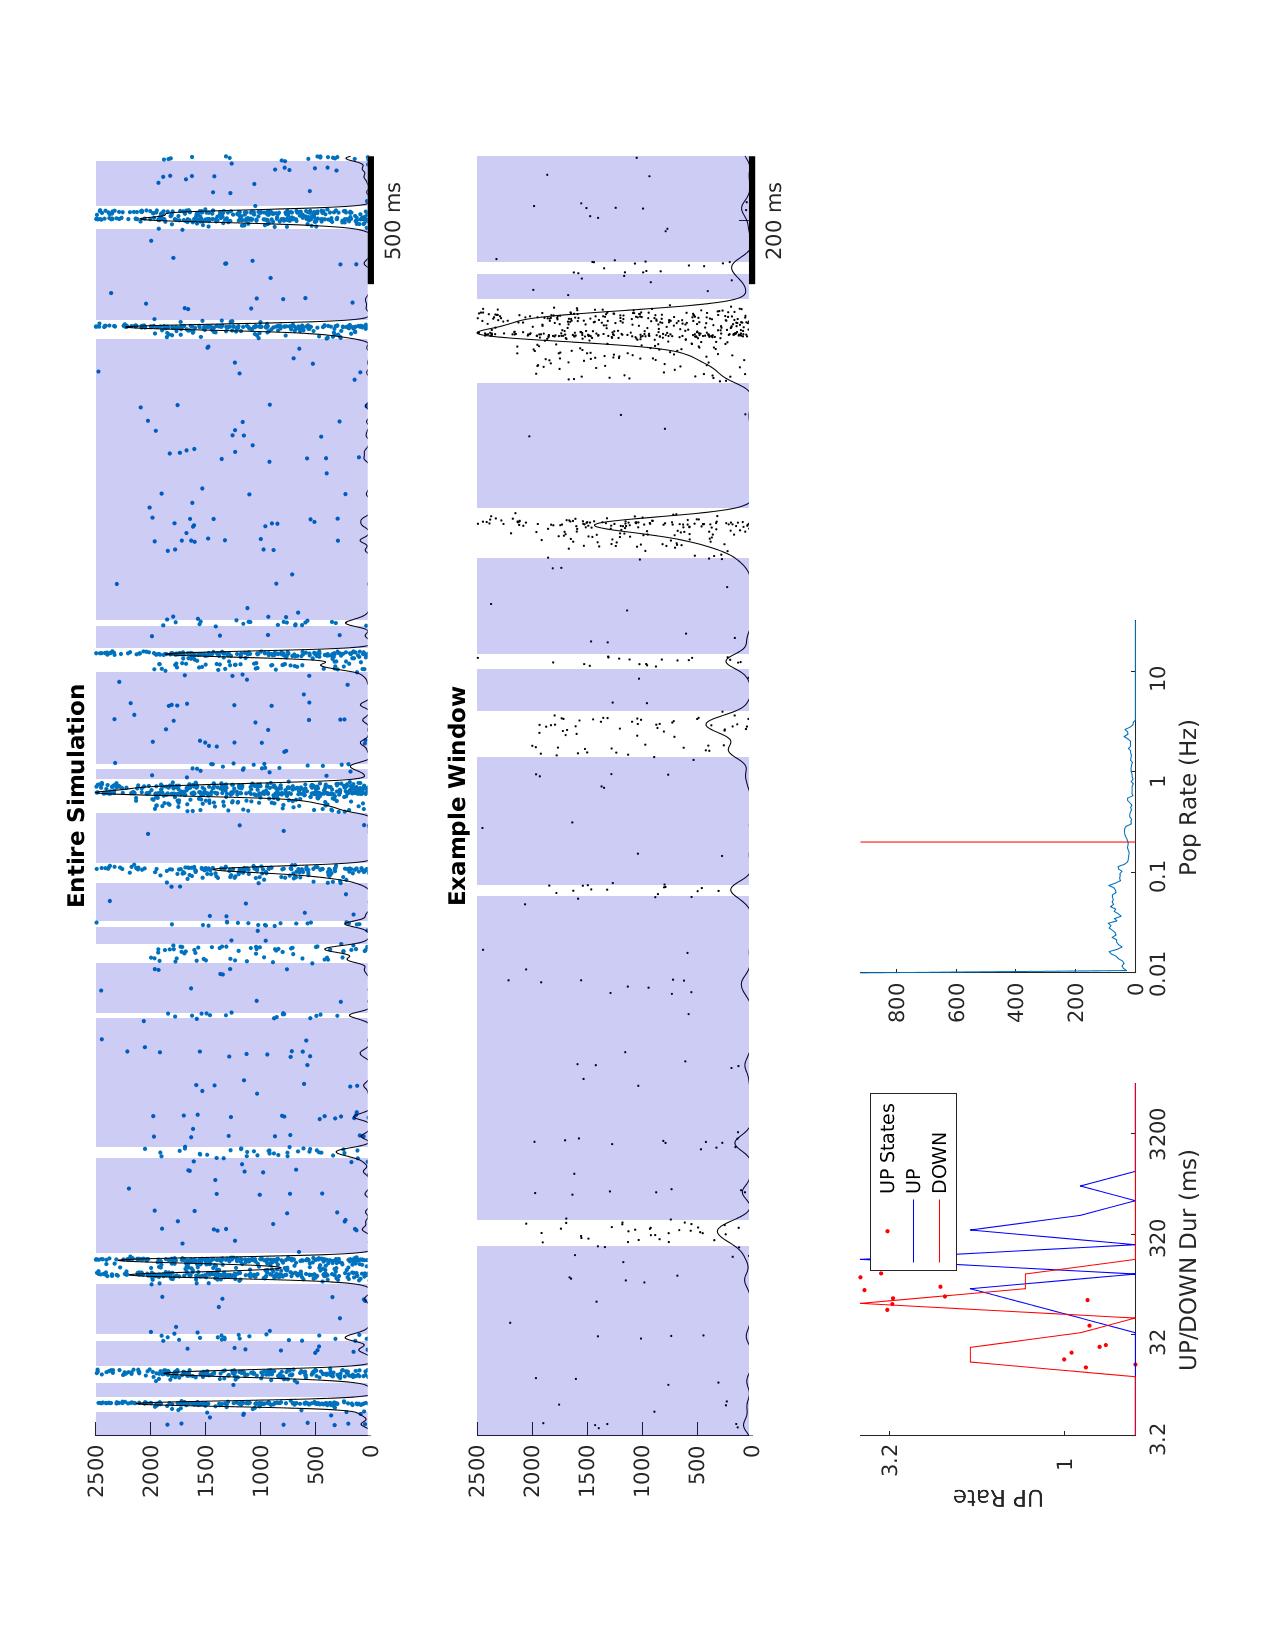 Entire Simulation
2500
2000
1500
1000
500
0
500 ms
Example Window
2500
2000
1500
1000
500
0
200 ms
UP Rate
3.2
1
UP States
UP
DOWN
3.2 32 320 3200
UP/DOWN Dur (ms)
800
600
400
200
0
0.01 0.1 1 10
Pop Rate (Hz)